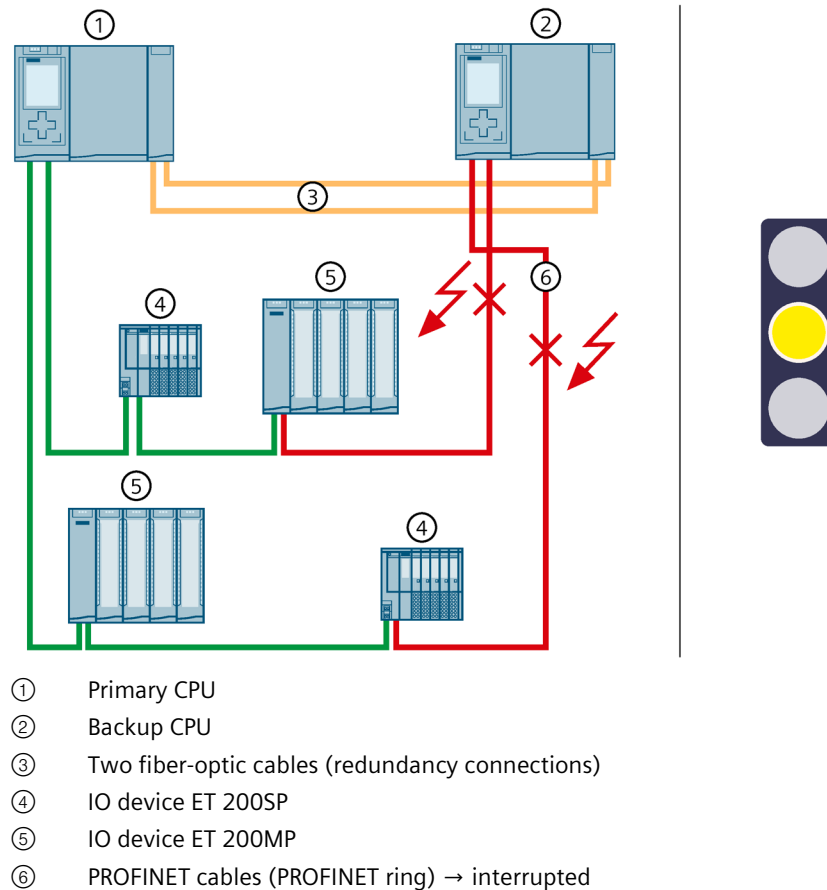 ① ②
③
⑤ ⑥
④
⑤
④
① Primary CPU
② Backup CPU
③ Two fiber-optic cables (redundancy connections)
④ IO device ET 200SP
⑤ IO device ET 200MP
⑥ PROFINET cables (PROFINET ring) → interrupted